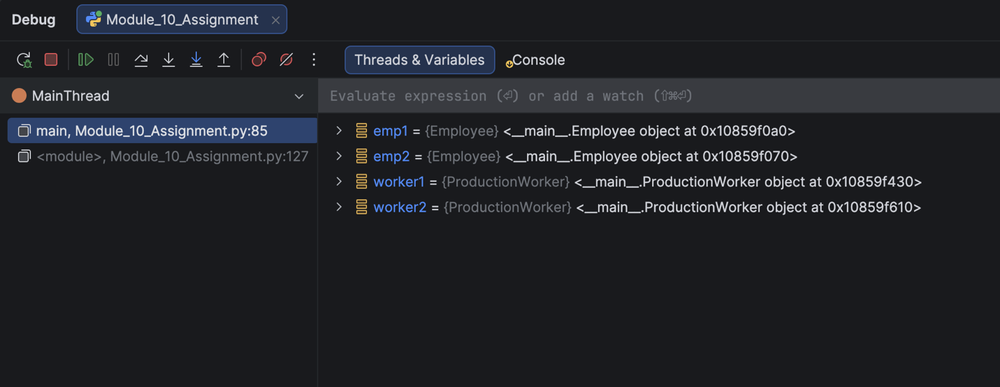 Debug Module_10_Assignment
Threads & Variables Console
MainThread
Evaluate expression (⏎) or add a watch (⇧⌘⏎)
main, Module_10_Assignment.py:85
<module>, Module_10_Assignment.py:127
emp1 = {Employee} <__main__.Employee object at 0x10859f0a0>
emp2 = {Employee} <__main__.Employee object at 0x10859f070>
worker1 = {ProductionWorker} <__main__.ProductionWorker object at 0x10859f430>
worker2 = {ProductionWorker} <__main__.ProductionWorker object at 0x10859f610>